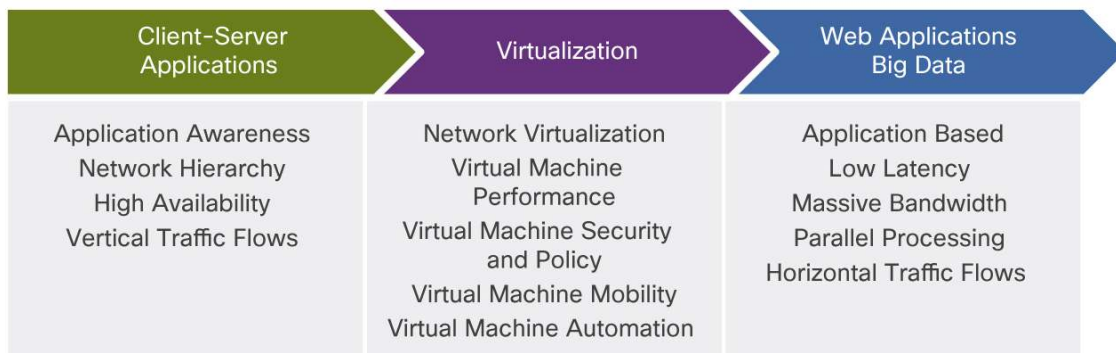 Client-Server
Applications
Virtualization
Web Applications
Big Data
Application Awareness
Network Hierarchy
High Availability
Vertical Traffic Flows
Network Virtualization
Virtual Machine
Performance
Virtual Machine Security
and Policy
Virtual Machine Mobility
Virtual Machine Automation
Application Based
Low Latency
Massive Bandwidth
Parallel Processing
Horizontal Traffic Flows